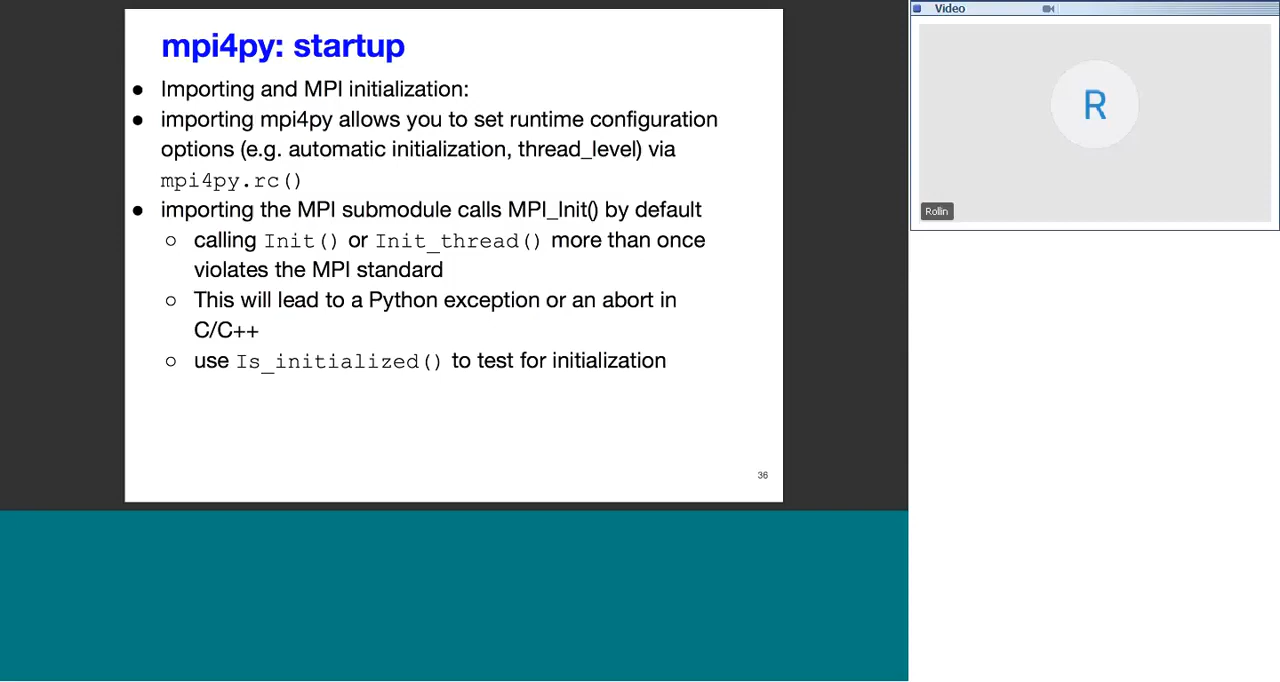 mpi4py: startup
● Importing and MPI initialization:
● importing mpi4py allows you to set runtime configuration
options (e.g. automatic initialization, thread_level) via
mpi4py.rc()
● importing the MPI submodule calls MPI_Init() by default
○ calling Init() or Init_thread() more than once
violates the MPI standard
○ This will lead to a Python exception or an abort in
C/C++
○ use Is_initialized() to test for initialization
36
Video
R
Rolin